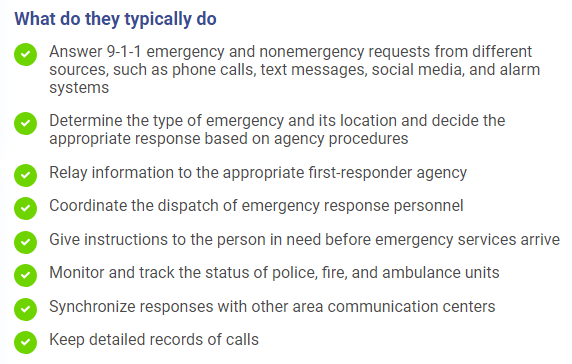 What do they typically do
Answer 9-1-1 emergency and nonemergency requests from different
sources, such as phone calls, text messages, social media, and alarm
systems
Determine the type of emergency and its location and decide the
appropriate response based on agency procedures
Relay information to the appropriate first-responder agency
Coordinate the dispatch of emergency response personnel
Give instructions to the person in need before emergency services arrive
Monitor and track the status of police, fire, and ambulance units
Synchronize responses with other area communication centers
Keep detailed records of calls